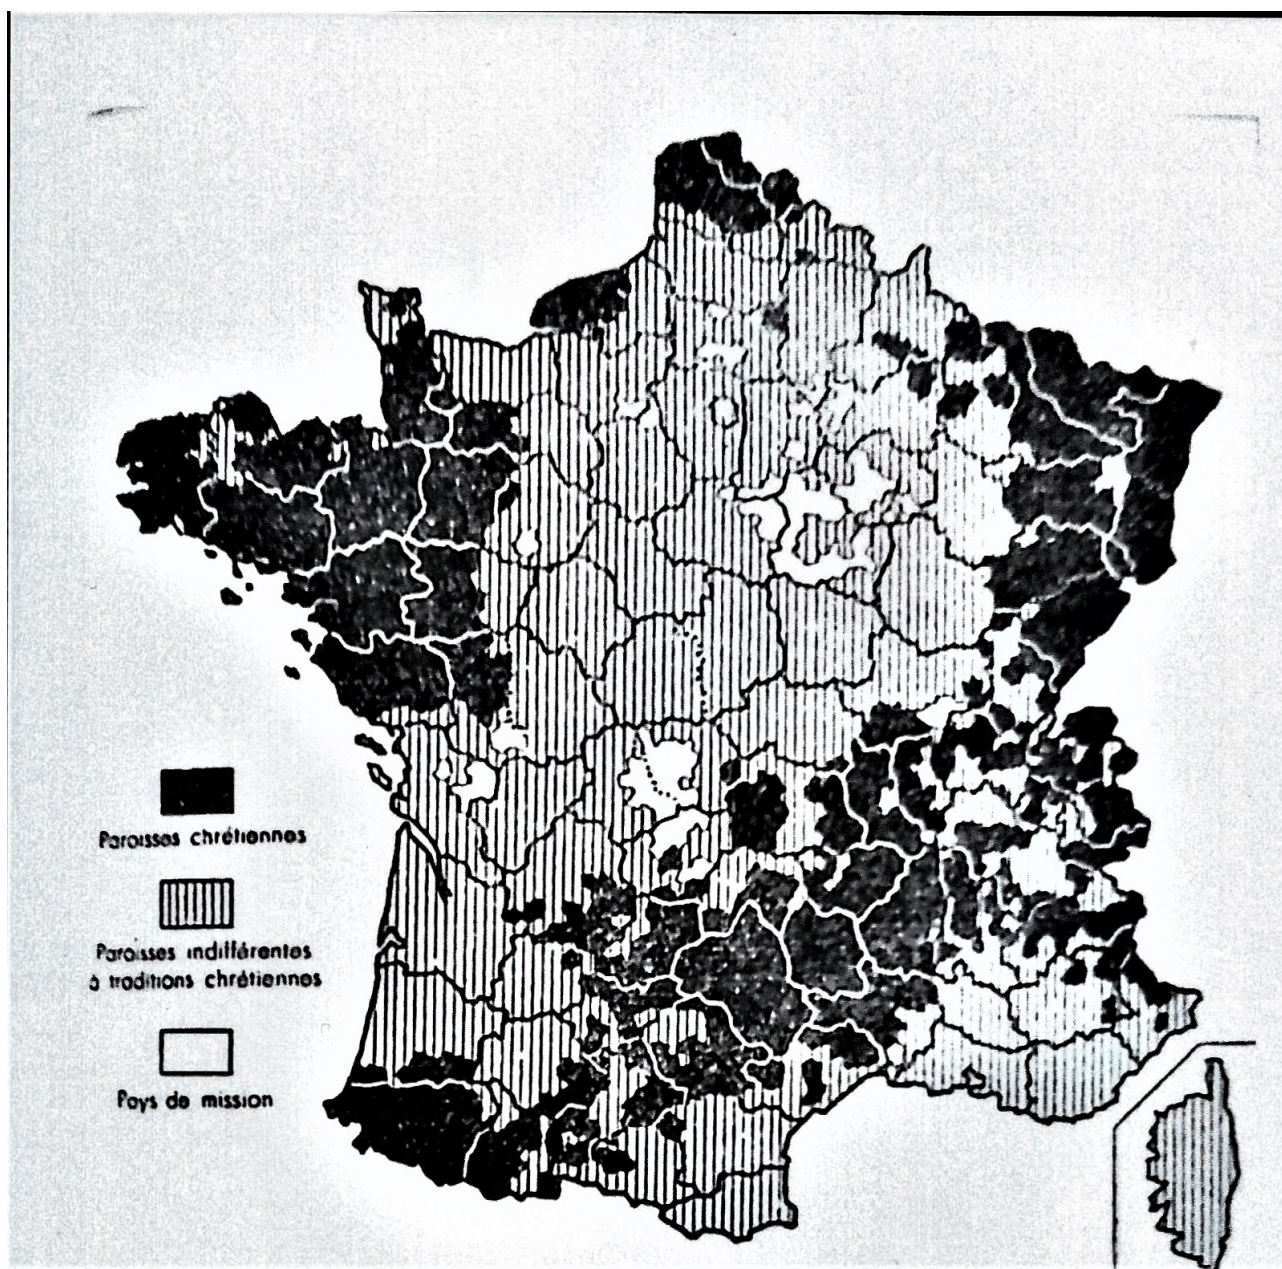 Paroisses chrétiennes
Paroisses indifférentes
à traditions chrétiennes
Pays de mission